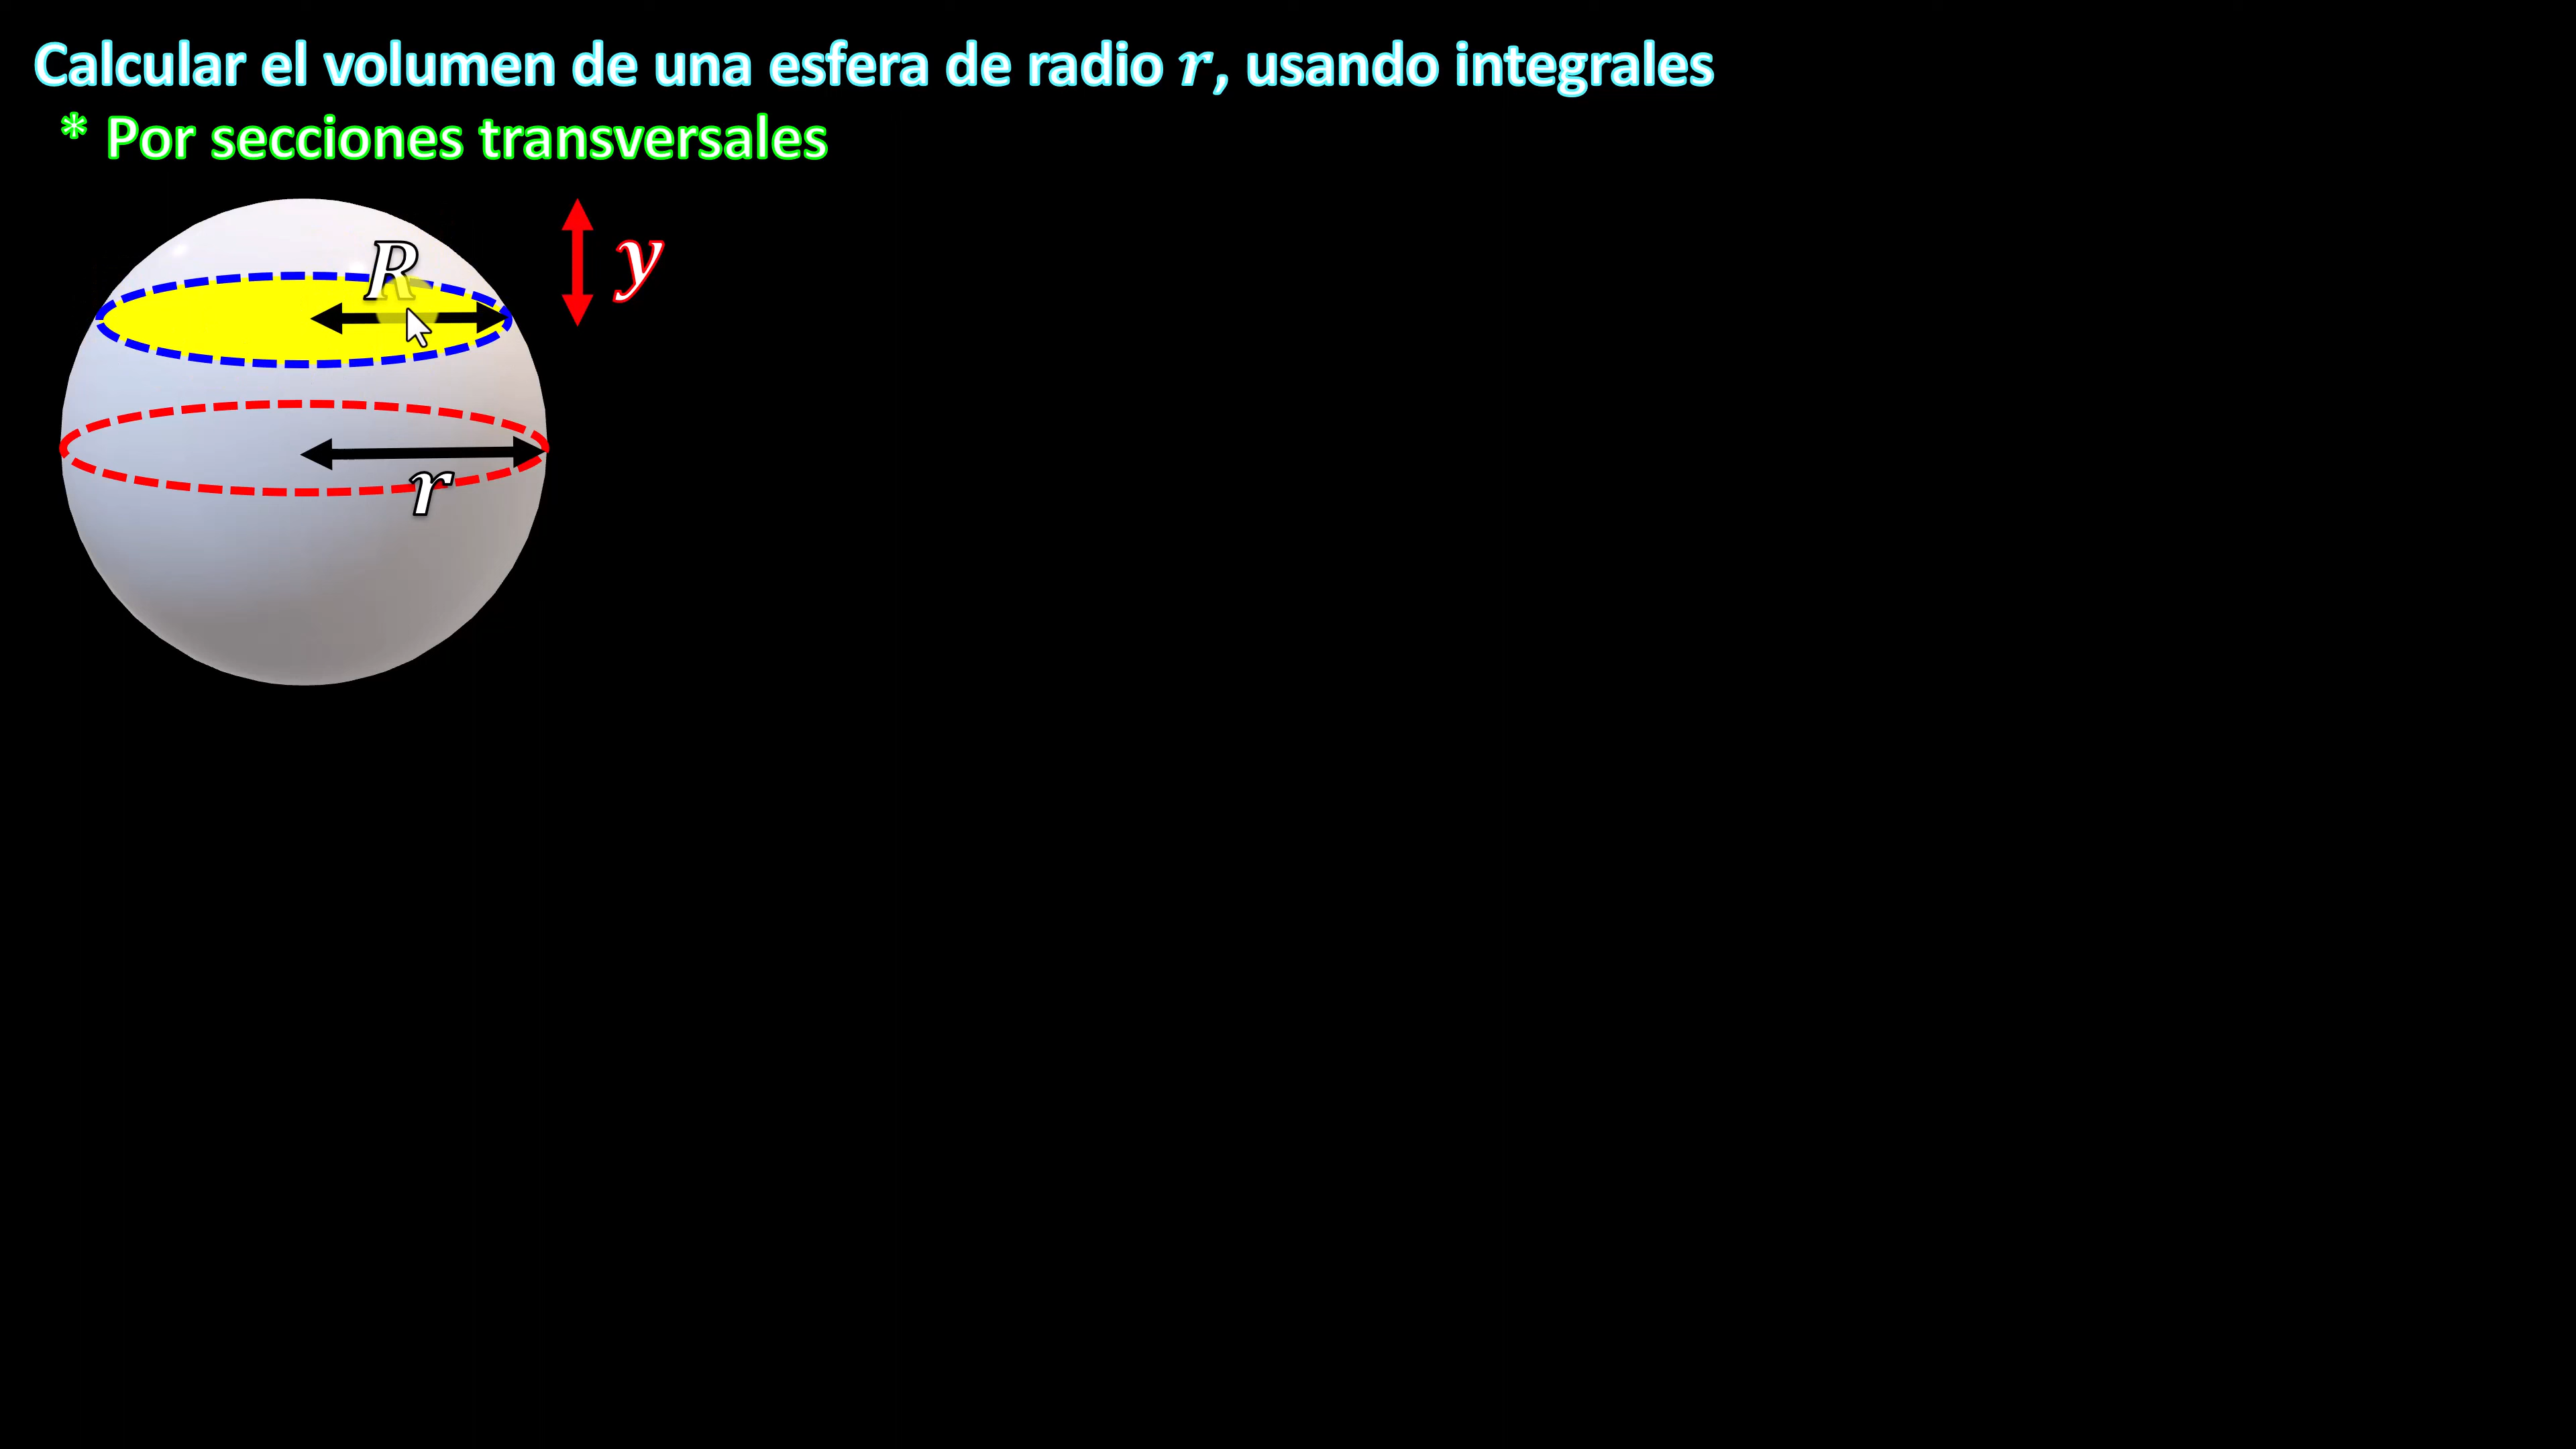 Calcular el volumen de una esfera de radio r, usando integrales
* Por secciones transversales
R
y
r